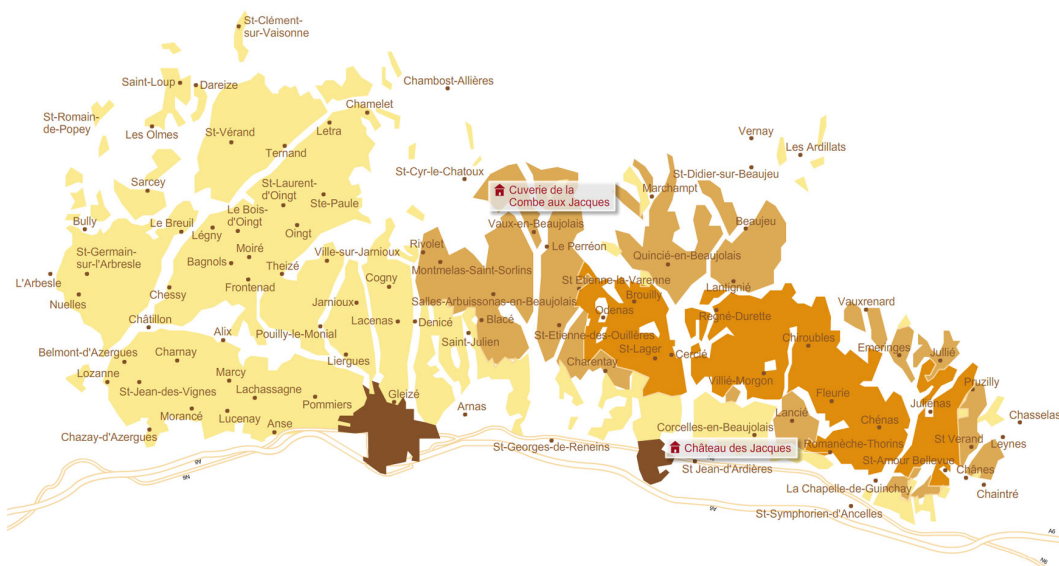 St-Clément-
sur-Vaisonne
Saint-Loup
Dareize
Chambost-Allières
Chamelet
St-Romain-
de-Popey
Les Olmes
St-Vérand
Letra
Ternand
Vernay
Les Ardillats
St-Cyr-le-Chatoux
St-Didier-sur-Beaujeu
Sarcey
St-Laurent-
d'Oingt
Ste-Paule
Cuverie de la
Combe aux Jacques
Marchampt
Bully
Le Breuil
Le Bois-
d'Oingt
Légny
Oingt
Vaux-en-Beaujolais
Beaujeu
St-Germain-
sur-l'Arbresle
Moiré
Bagnols
Theizé
Ville-sur-Jarnioux
Rivolet
Le Perréon
Montmelas-Saint-Sorlins
Quincié-en-Beaujolais
L'Arbesle
Nuelles
Chessy
Frontenad
Cogny
St Etienne-la-Varenne
Lantignié
Jarnioux
Salles-Arbuissonas-en-Beaujolais
Brouilly
Odenas
Vauxrenard
Châtillon
Alix
Pouilly-le-Monial
Lacenas
Denicé
Blacé
Saint-Julien
St-Etienne-des-Ouillères
Regné-Durette
Chiroubles
Emeringes
Jullié
Belmont-d'Azergues
Charnay
Liergues
St-Lager
Cerclé
Charentay
Lozanne
St-Jean-des-Vignes
Marcy
Lachassagne
Villié-Morgon
Pruzilly
Morancé
Lucenay
Pommiers
Gleizé
Arnas
Fleurie
Juliénas
Lancié
Chénas
Chasselas
Chazay-d'Azergues
Anse
Corcelles-en-Beaujolais
St-Georges-de-Reneins
Château des Jacques
Romanèche-Thorins
St Verand
Leynes
St Jean-d'Ardières
St-Amour Bellevue
Chânes
La Chapelle-de-Guinchay
Chaintré
St-Symphorien-d'Ancelles
A6
N6
A6
N6